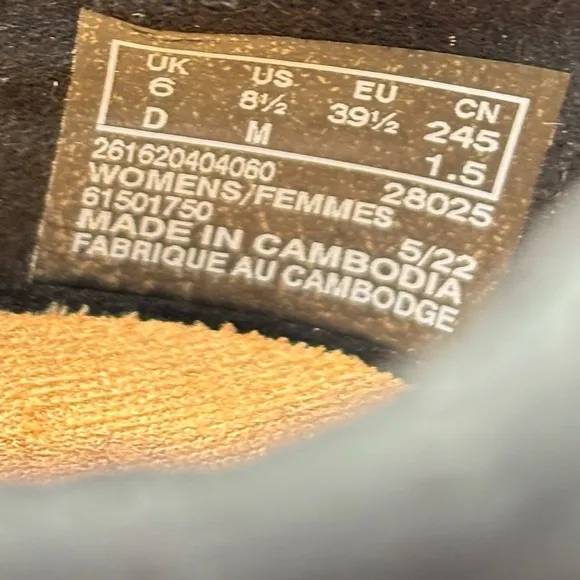 UK US EU CN
6 8½ 39½ 245
D M 1.5
261620404060 28025
WOMENS/FEMMES
61501750 5/22
MADE IN CAMBODIA
FABRIQUE AU CAMBODGE